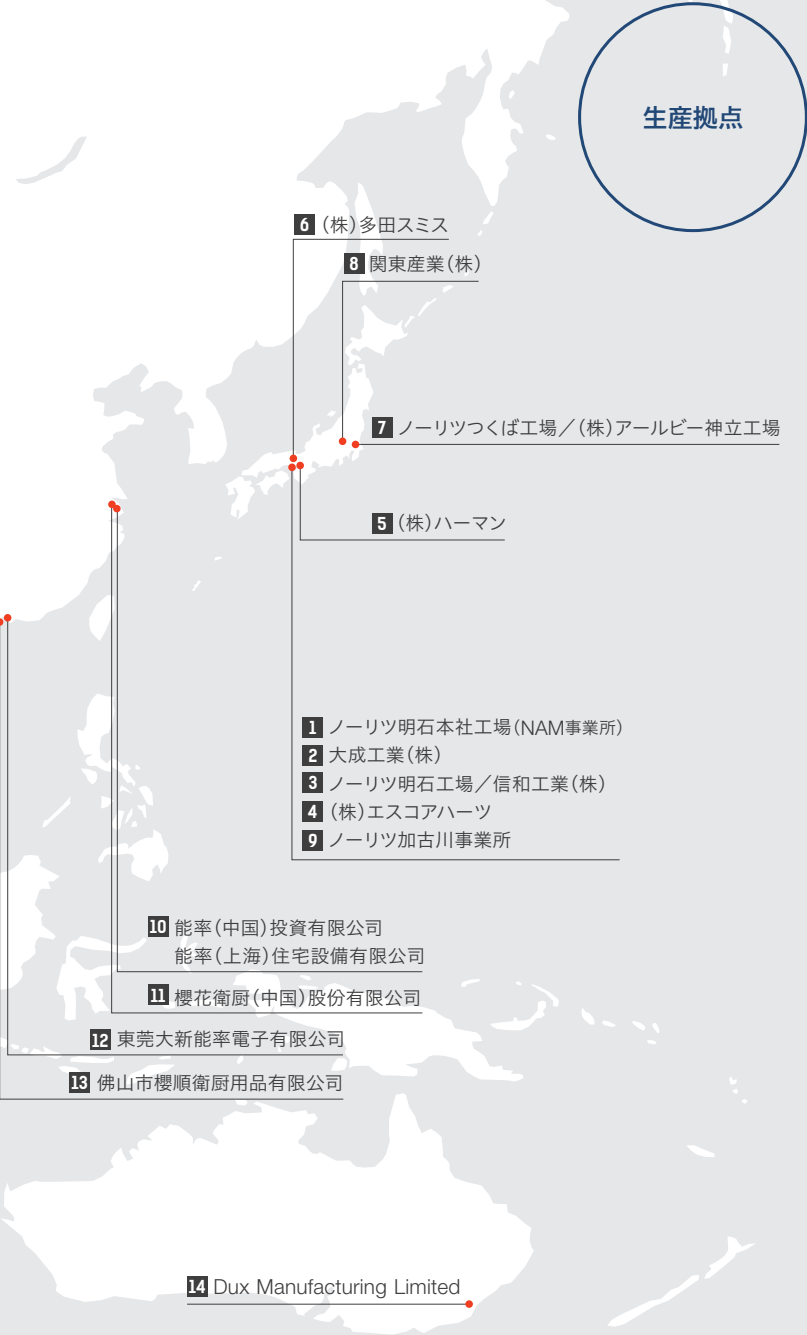 生産拠点
6 (株)多田スミス
8 関東産業(株)
7 ノーリツつくば工場／(株)アールビー神立工場
5 (株)ハーマン
1 ノーリツ明石本社工場(NAM事業所)
2 大成工業(株)
3 ノーリツ明石工場／信和工業(株)
4 (株)エスコアハーツ
9 ノーリツ加古川事業所
10 能率(中国)投資有限公司
能率(上海)住宅設備有限公司
11 櫻花衛厨(中国)股份有限公司
12 東莞大新能率電子有限公司
13 佛山市櫻順衛厨用品有限公司
14 Dux Manufacturing Limited